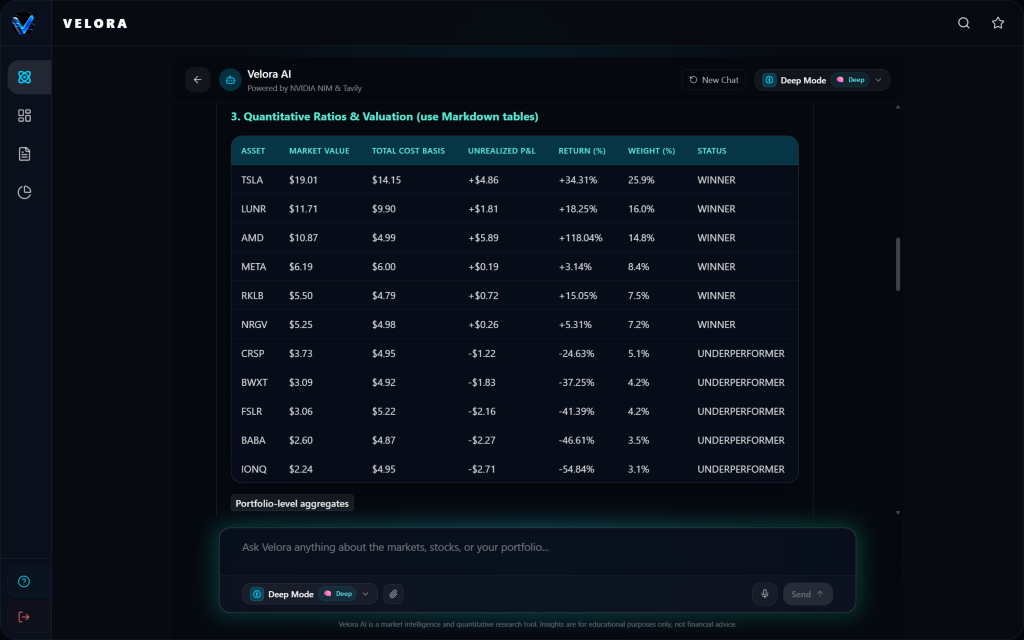 VELORA
Velora AI
Powered by NVIDIA NIM & Tavily
New Chat
Deep Mode Deep
3. Quantitative Ratios & Valuation (use Markdown tables)
ASSET MARKET VALUE TOTAL COST BASIS UNREALIZED P&L RETURN (%) WEIGHT (%) STATUS
TSLA $19.01 $14.15 +$4.86 +34.31% 25.9% WINNER
LUNR $11.71 $9.90 +$1.81 +18.25% 16.0% WINNER
AMD $10.87 $4.99 +$5.89 +118.04% 14.8% WINNER
META $6.19 $6.00 +$0.19 +3.14% 8.4% WINNER
RKLB $5.50 $4.79 +$0.72 +15.05% 7.5% WINNER
NRGV $5.25 $4.98 +$0.26 +5.31% 7.2% WINNER
CRSP $3.73 $4.95 -$1.22 -24.63% 5.1% UNDERPERFORMER
BWXT $3.09 $4.92 -$1.83 -37.25% 4.2% UNDERPERFORMER
FSLR $3.06 $5.22 -$2.16 -41.39% 4.2% UNDERPERFORMER
BABA $2.60 $4.87 -$2.27 -46.61% 3.5% UNDERPERFORMER
IONQ $2.24 $4.95 -$2.71 -54.84% 3.1% UNDERPERFORMER
Portfolio-level aggregates
Ask Velora anything about the markets, stocks, or your portfolio...
Deep Mode Deep
Send
Velora AI is a market intelligence and quantitative research tool. Insights are for educational purposes only, not financial advice.